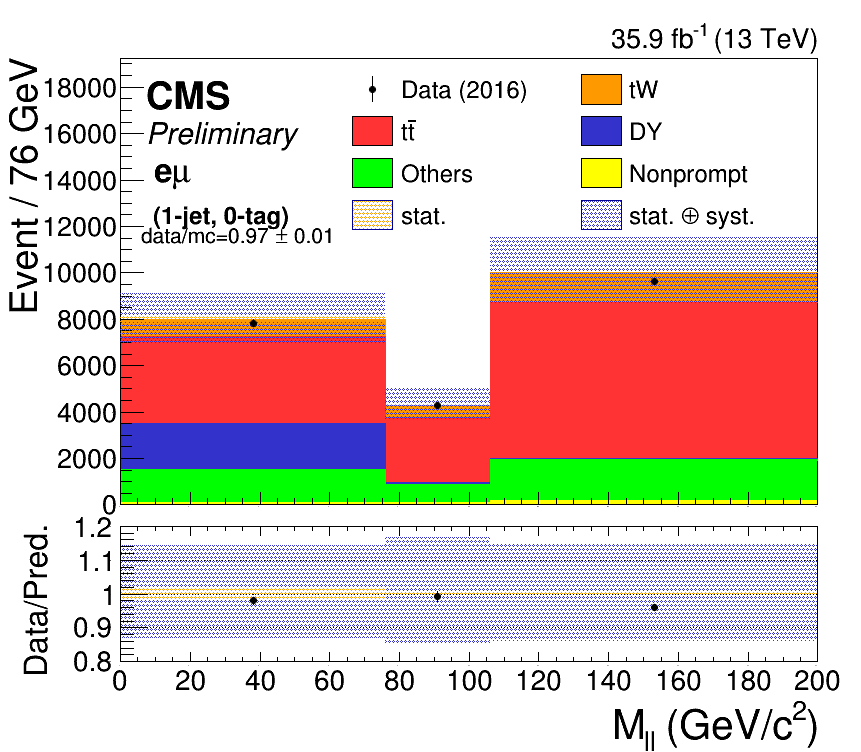 35.9 fb⁻¹ (13 TeV)
Event / 76 GeV
18000
16000
14000
12000
10000
8000
6000
4000
2000
0
CMS
Preliminary
eμ
(1-jet, 0-tag)
data/mc=0.97 ± 0.01
Data (2016)
tW
tt̄
DY
Others
Nonprompt
stat.
stat. ⊕ syst.
Data/Pred.
1.2
1.1
1
0.9
0.8
0 20 40 60 80 100 120 140 160 180 200
M_ll (GeV/c²)